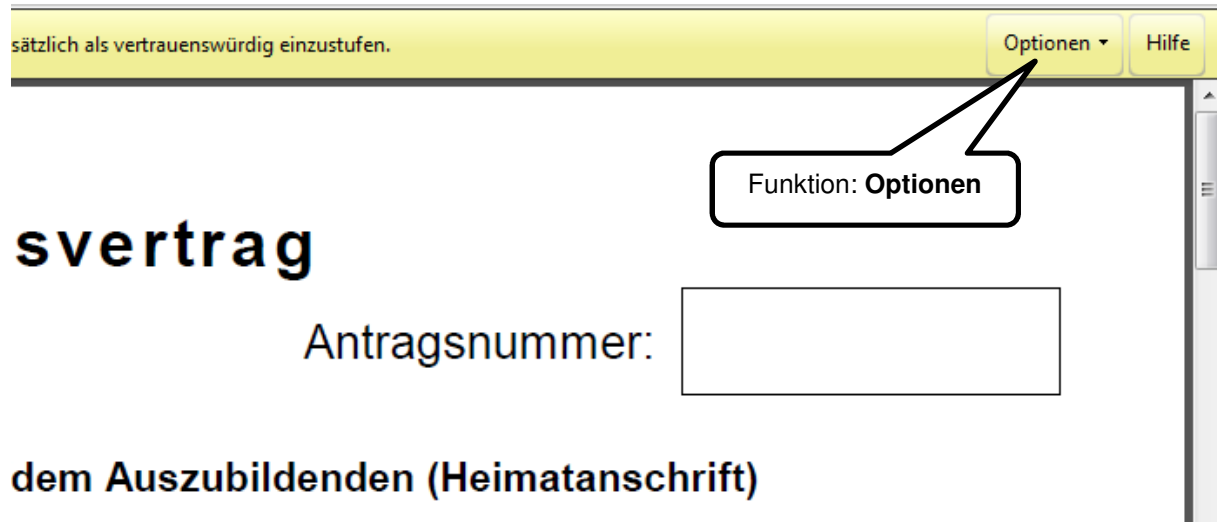 sätzlich als vertrauenswürdig einzustufen.
Optionen
Hilfe
Funktion: Optionen
svertrag
Antragsnummer:
dem Auszubildenden (Heimatanschrift)